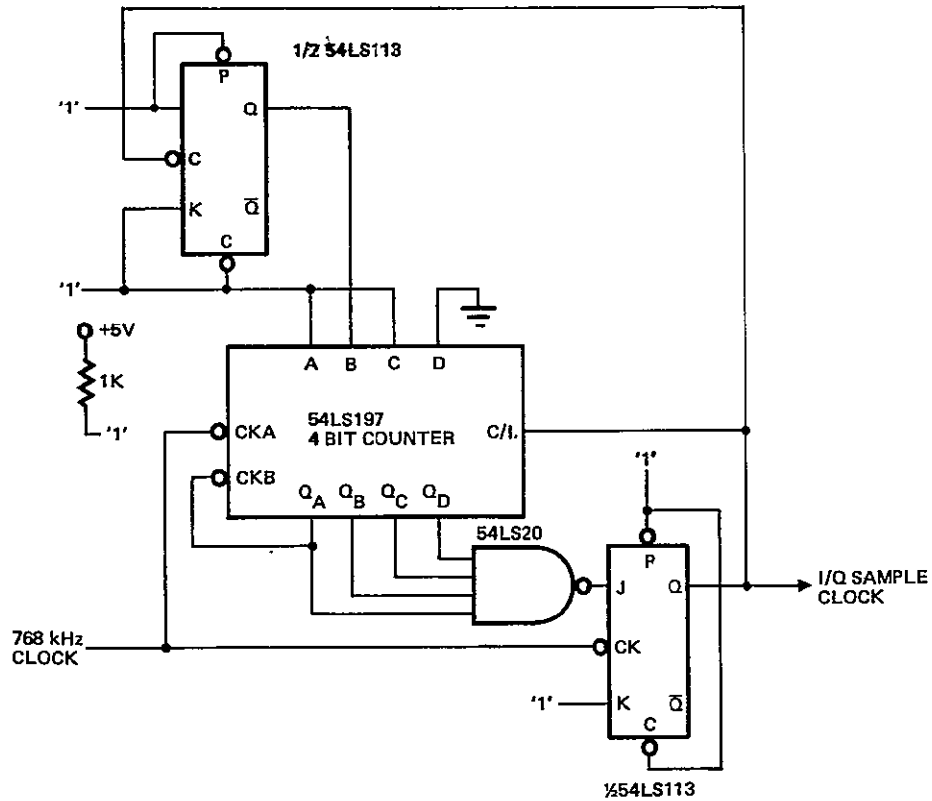 1/2 54LS113
P
'1'
Q
C
K
Q̅
C
'1'
+5V
1K
'1'
A B C D
54LS197
4 BIT COUNTER
CKA
C/L
CKB
QA QB QC QD
'1'
54LS20
P
J
Q
I/Q SAMPLE
CLOCK
768 kHz
CLOCK
CK
'1'
K
Q̅
C
½54LS113